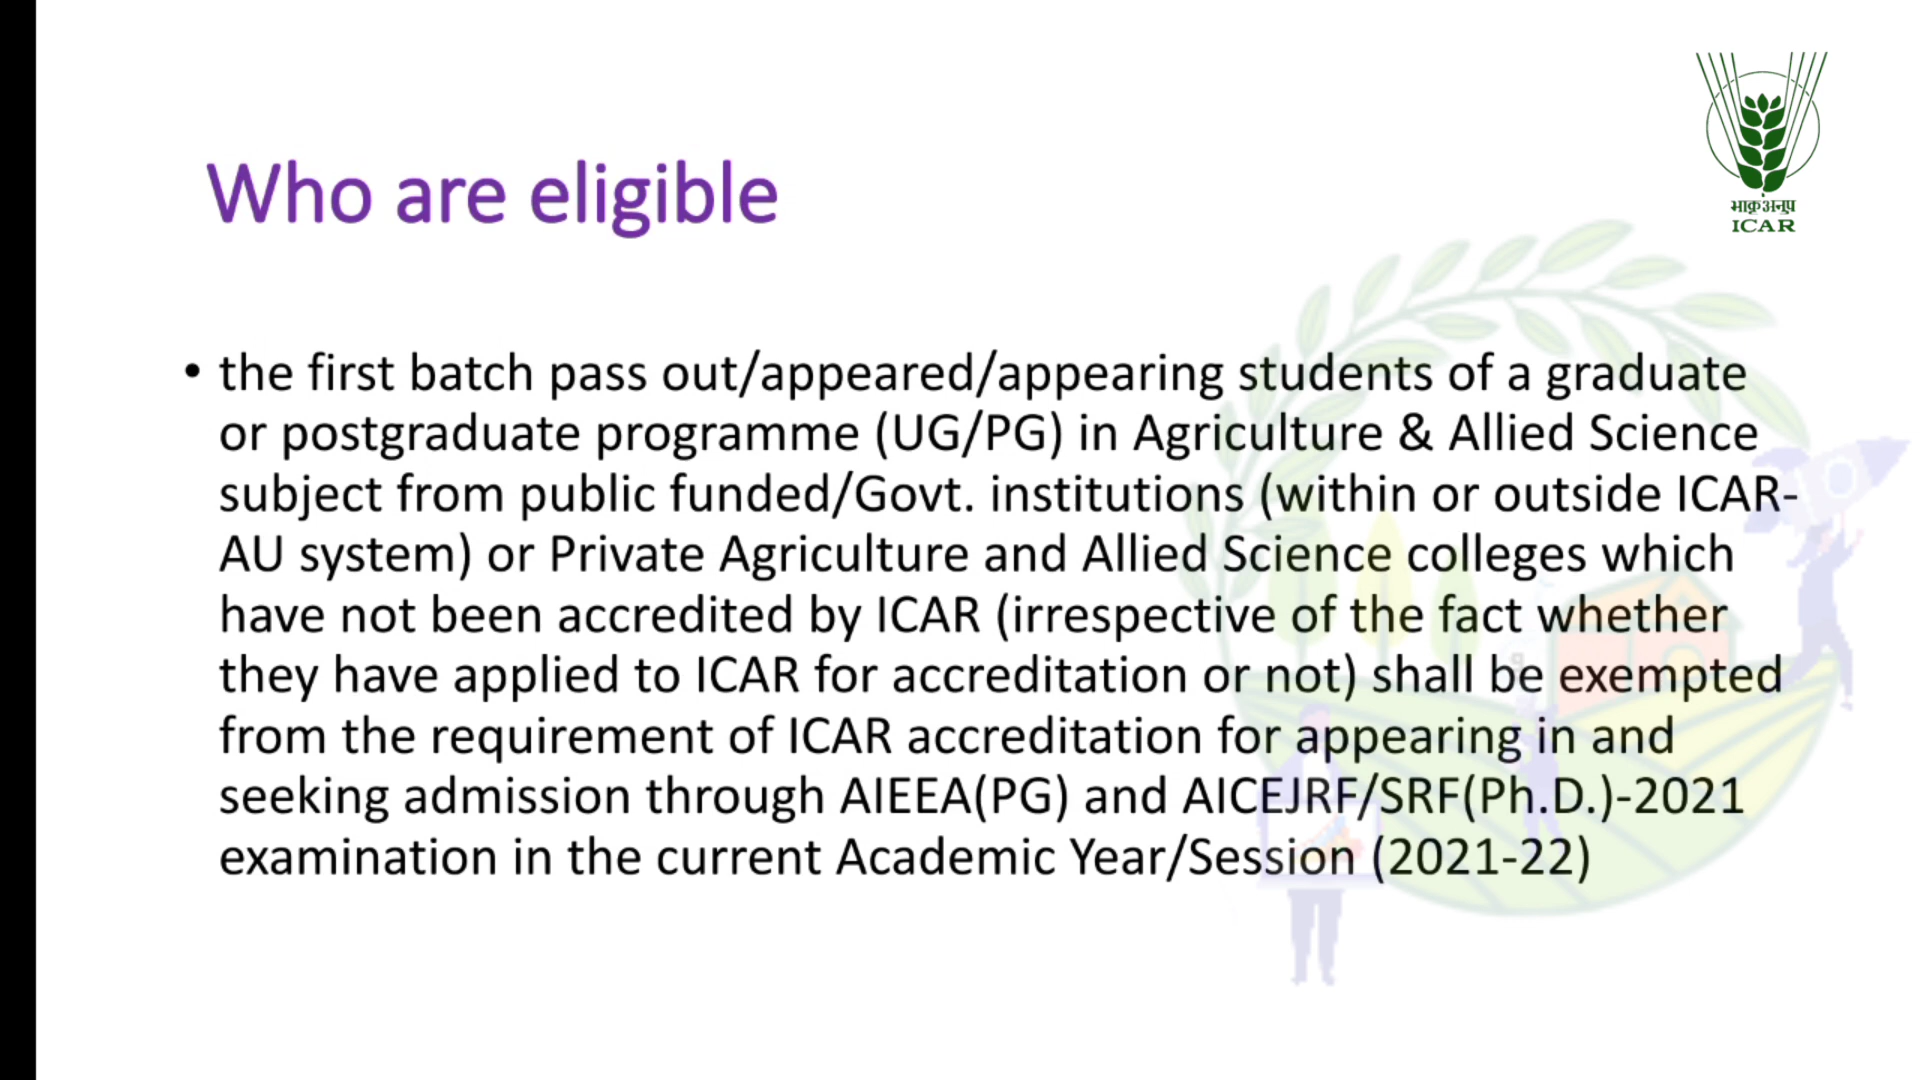 भाकृअनुप
ICAR
Who are eligible
• the first batch pass out/appeared/appearing students of a graduate
or postgraduate programme (UG/PG) in Agriculture & Allied Science
subject from public funded/Govt. institutions (within or outside ICAR-
AU system) or Private Agriculture and Allied Science colleges which
have not been accredited by ICAR (irrespective of the fact whether
they have applied to ICAR for accreditation or not) shall be exempted
from the requirement of ICAR accreditation for appearing in and
seeking admission through AIEEA(PG) and AICEJRF/SRF(Ph.D.)-2021
examination in the current Academic Year/Session (2021-22)